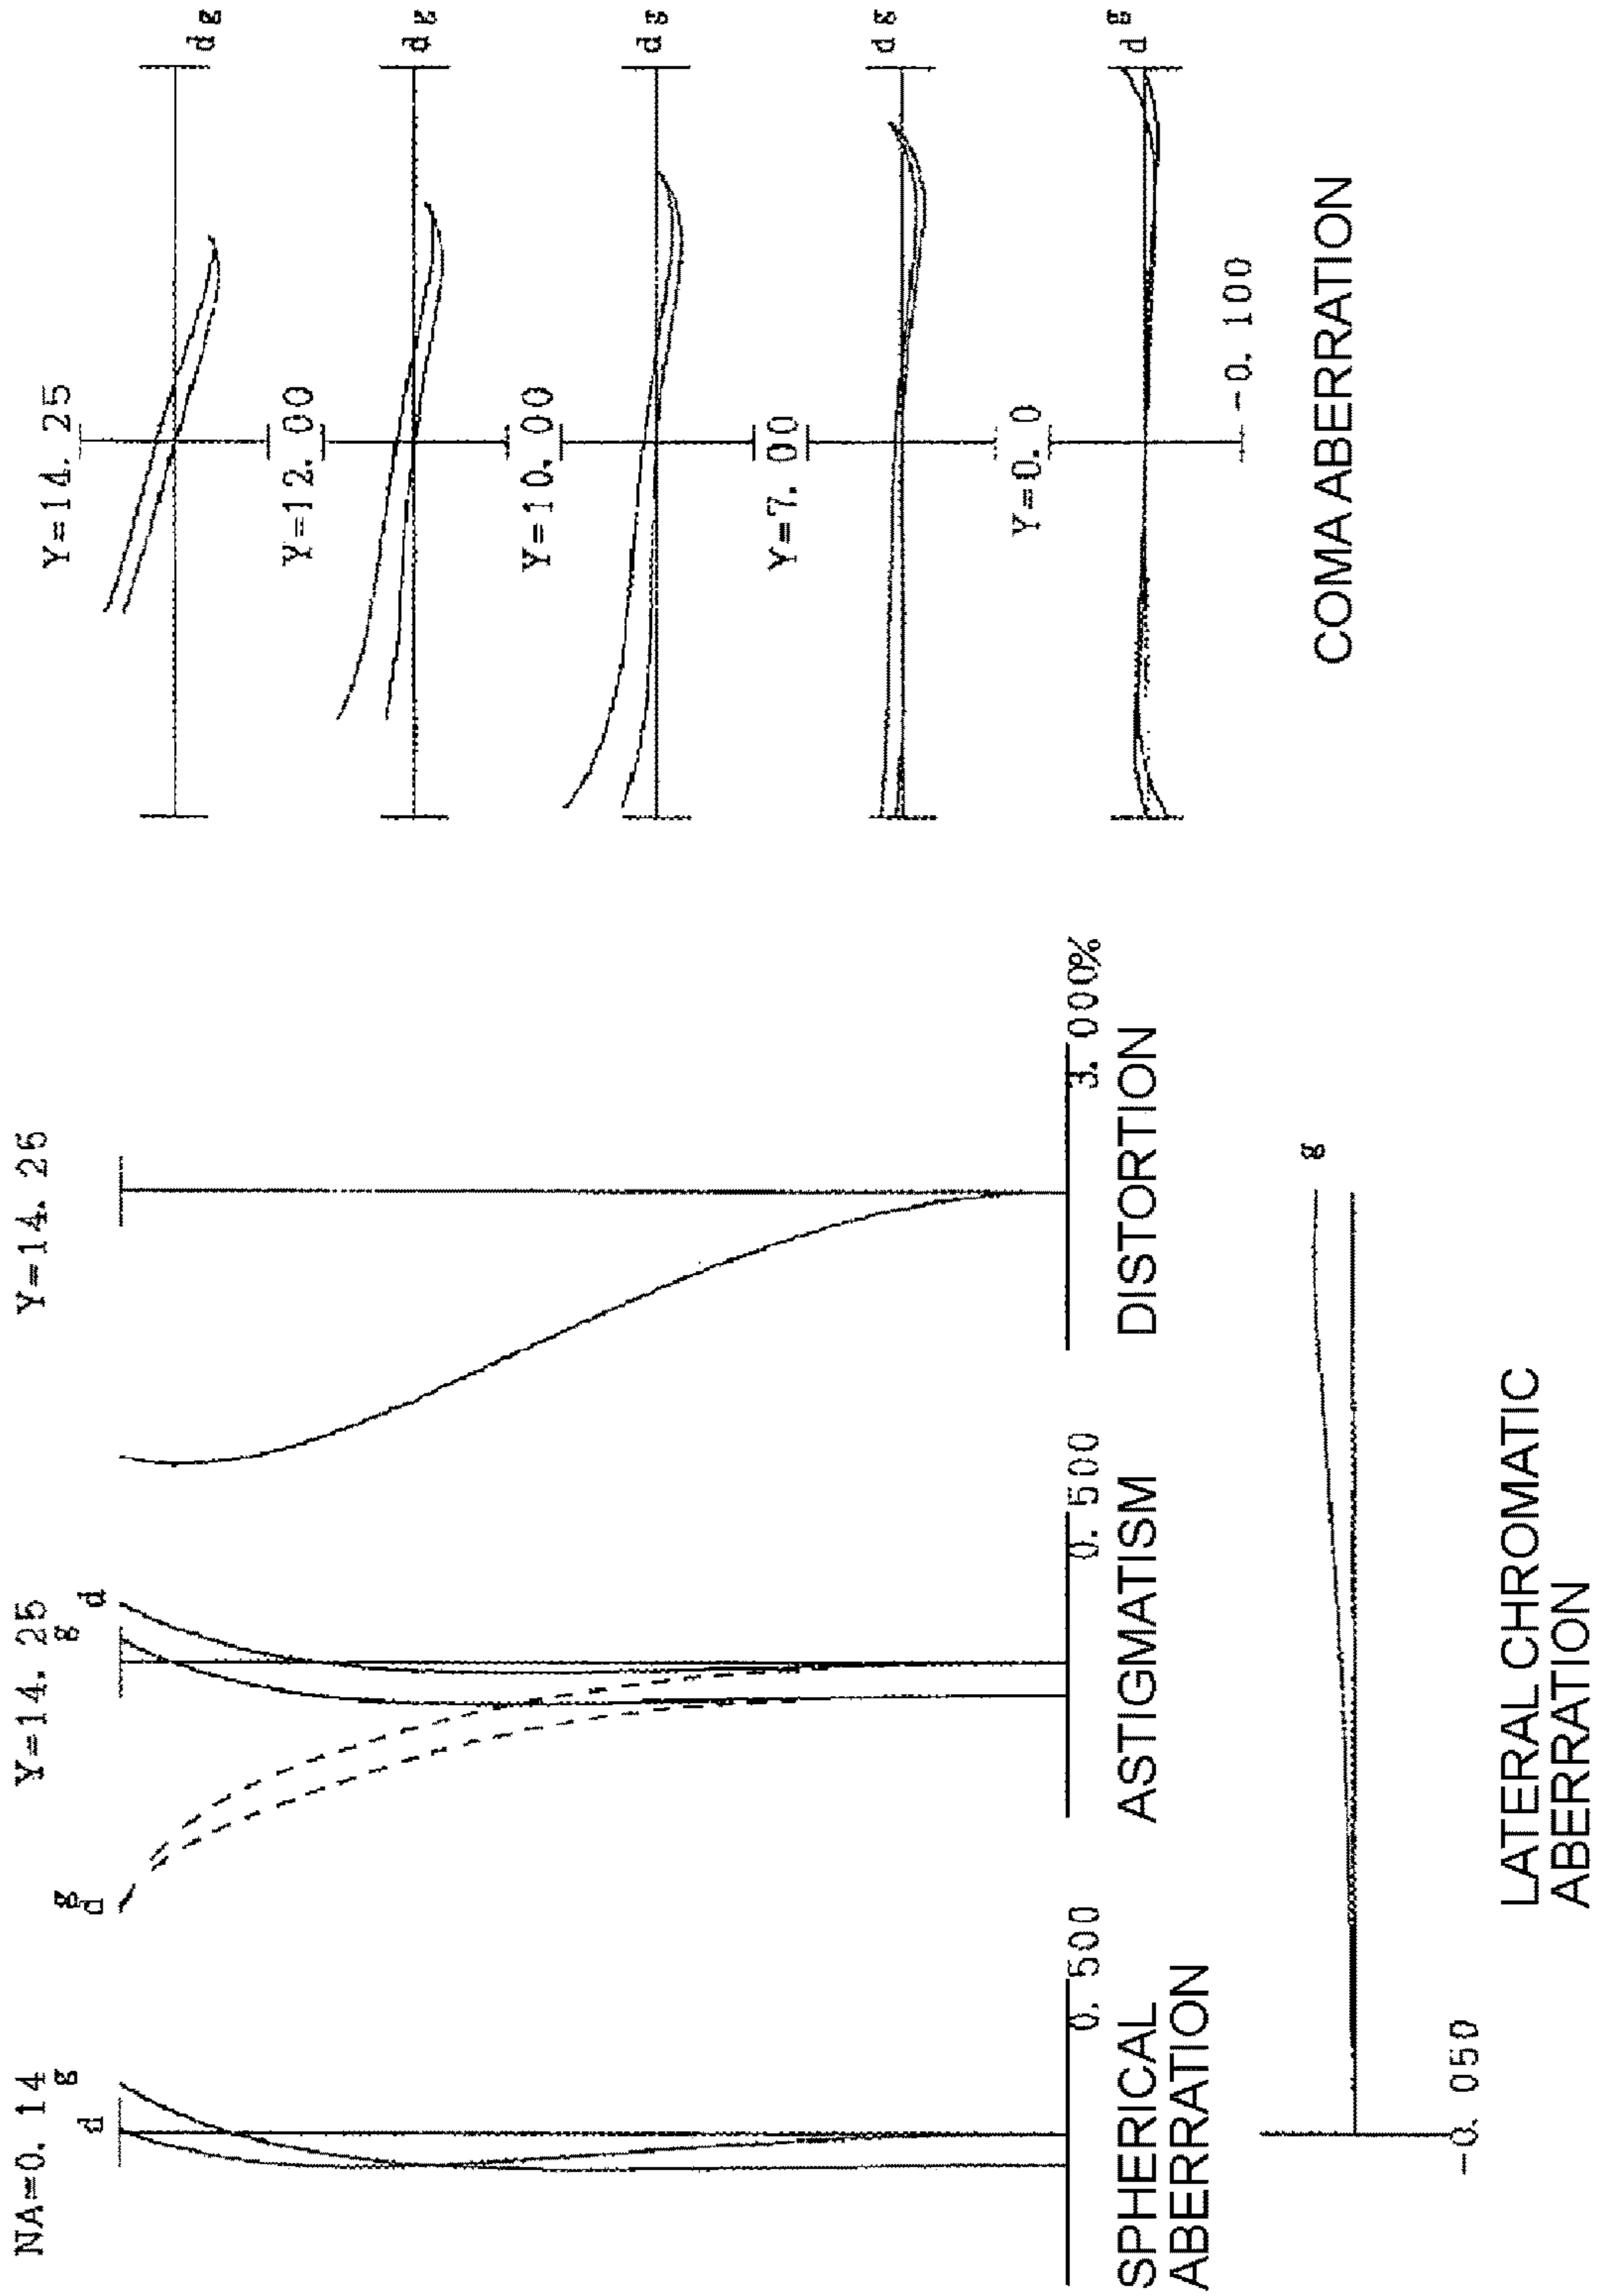 NA=0. 14
d
g
0. 500
SPHERICAL
ABERRATION
Y=14. 25
g
d
g
d
0. 500
ASTIGMATISM
Y=14. 25
3. 000%
DISTORTION
g
-0. 050
LATERAL CHROMATIC
ABERRATION
Y=14. 25
d g
Y=12. 00
d g
Y=10. 00
d g
Y=7. 00
d g
Y=0. 0
d g
-0. 100
COMA ABERRATION